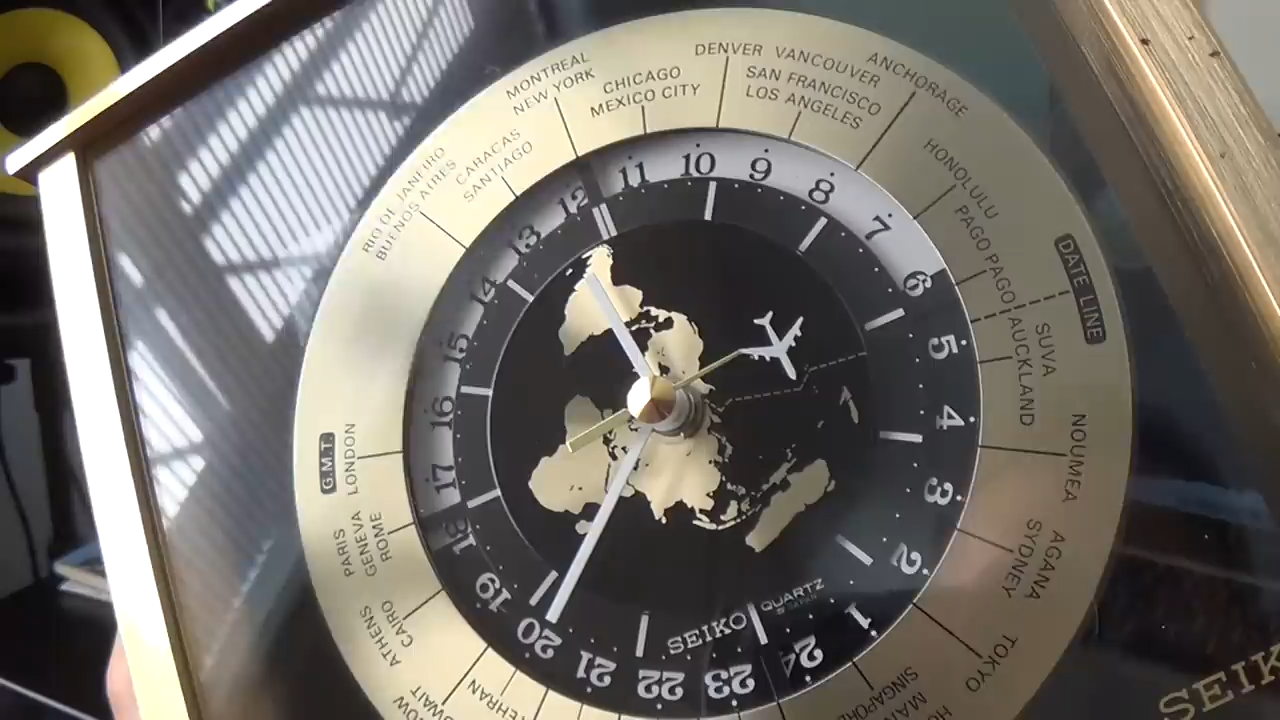 MONTREAL
NEW YORK
CHICAGO
MEXICO CITY
DENVER
VANCOUVER
SAN FRANCISCO
LOS ANGELES
ANCHORAGE
HONOLULU
PAGO PAGO
DATE LINE
SUVA
AUCKLAND
NOUMEA
AGANA
SYDNEY
TOKYO
SINGAPORE
TEHRAN
CAIRO
ATHENS
ROME
GENEVA
PARIS
LONDON
G.M.T.
RIO DE JANEIRO
BUENOS AIRES
CARACAS
SANTIAGO
12
11
10
9
8
7
6
5
4
3
2
1
24
23
22
21
20
19
18
17
16
15
14
13
SEIKO
QUARTZ